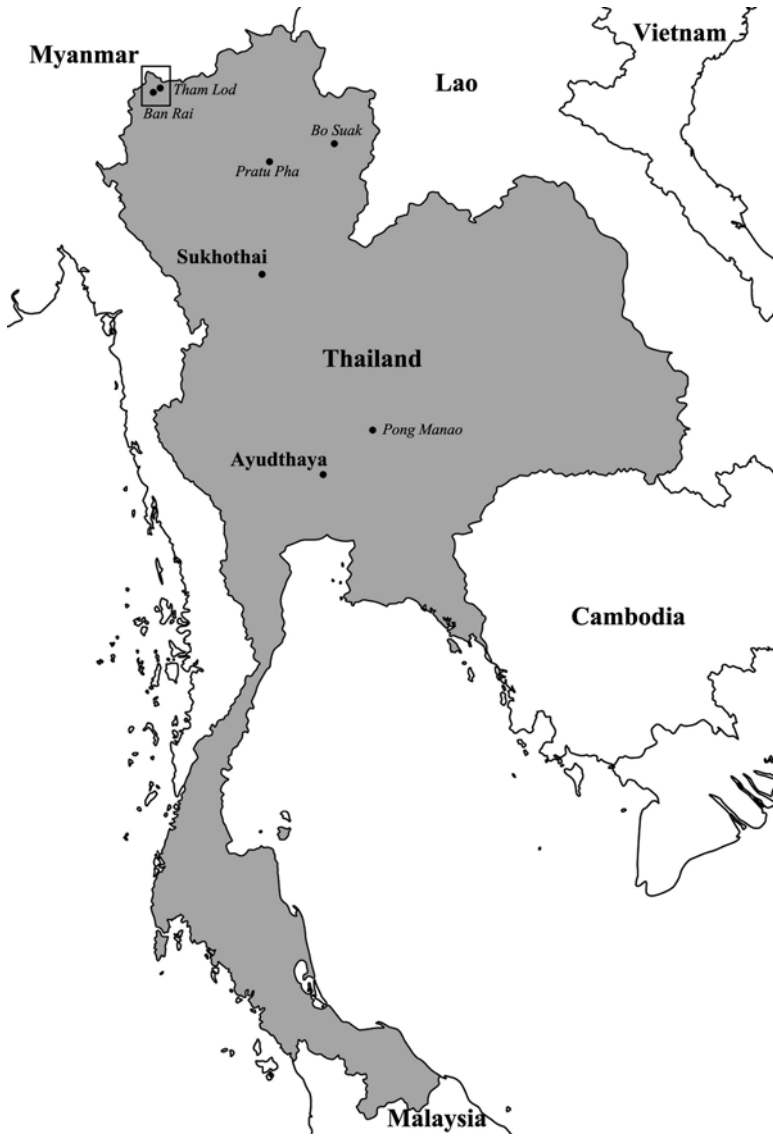 Vietnam
Myanmar
Lao
Tham Lod
Ban Rai
Bo Suak
Pratu Pha
Sukhothai
Thailand
Pong Manao
Ayudthaya
Cambodia
Malaysia